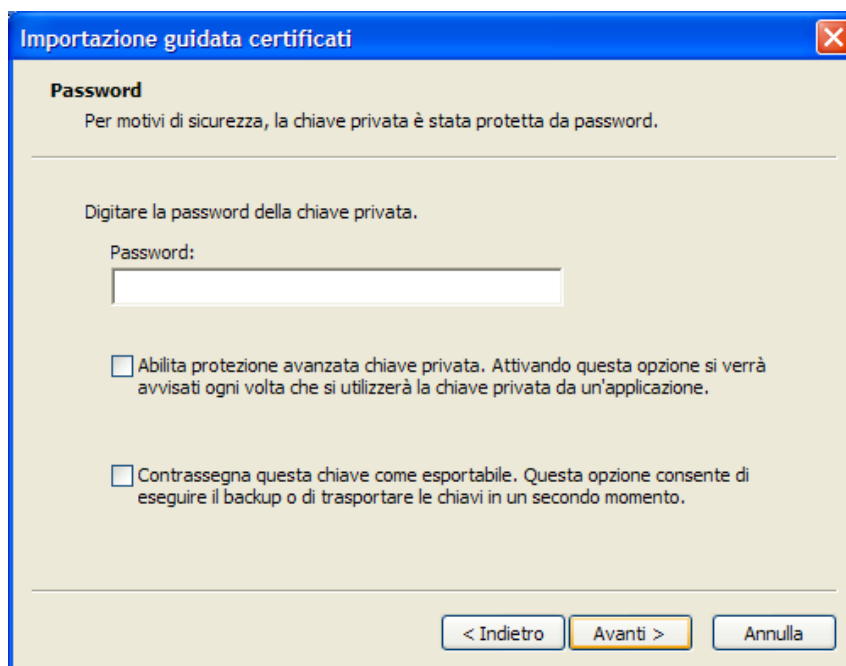 Importazione guidata certificati
Password
Per motivi di sicurezza, la chiave privata è stata protetta da password.
Digitare la password della chiave privata.
Password:
Abilita protezione avanzata chiave privata. Attivando questa opzione si verrà
avvisati ogni volta che si utilizzerà la chiave privata da un'applicazione.
Contrassegna questa chiave come esportabile. Questa opzione consente di
eseguire il backup o di trasportare le chiavi in un secondo momento.
< Indietro Avanti > Annulla